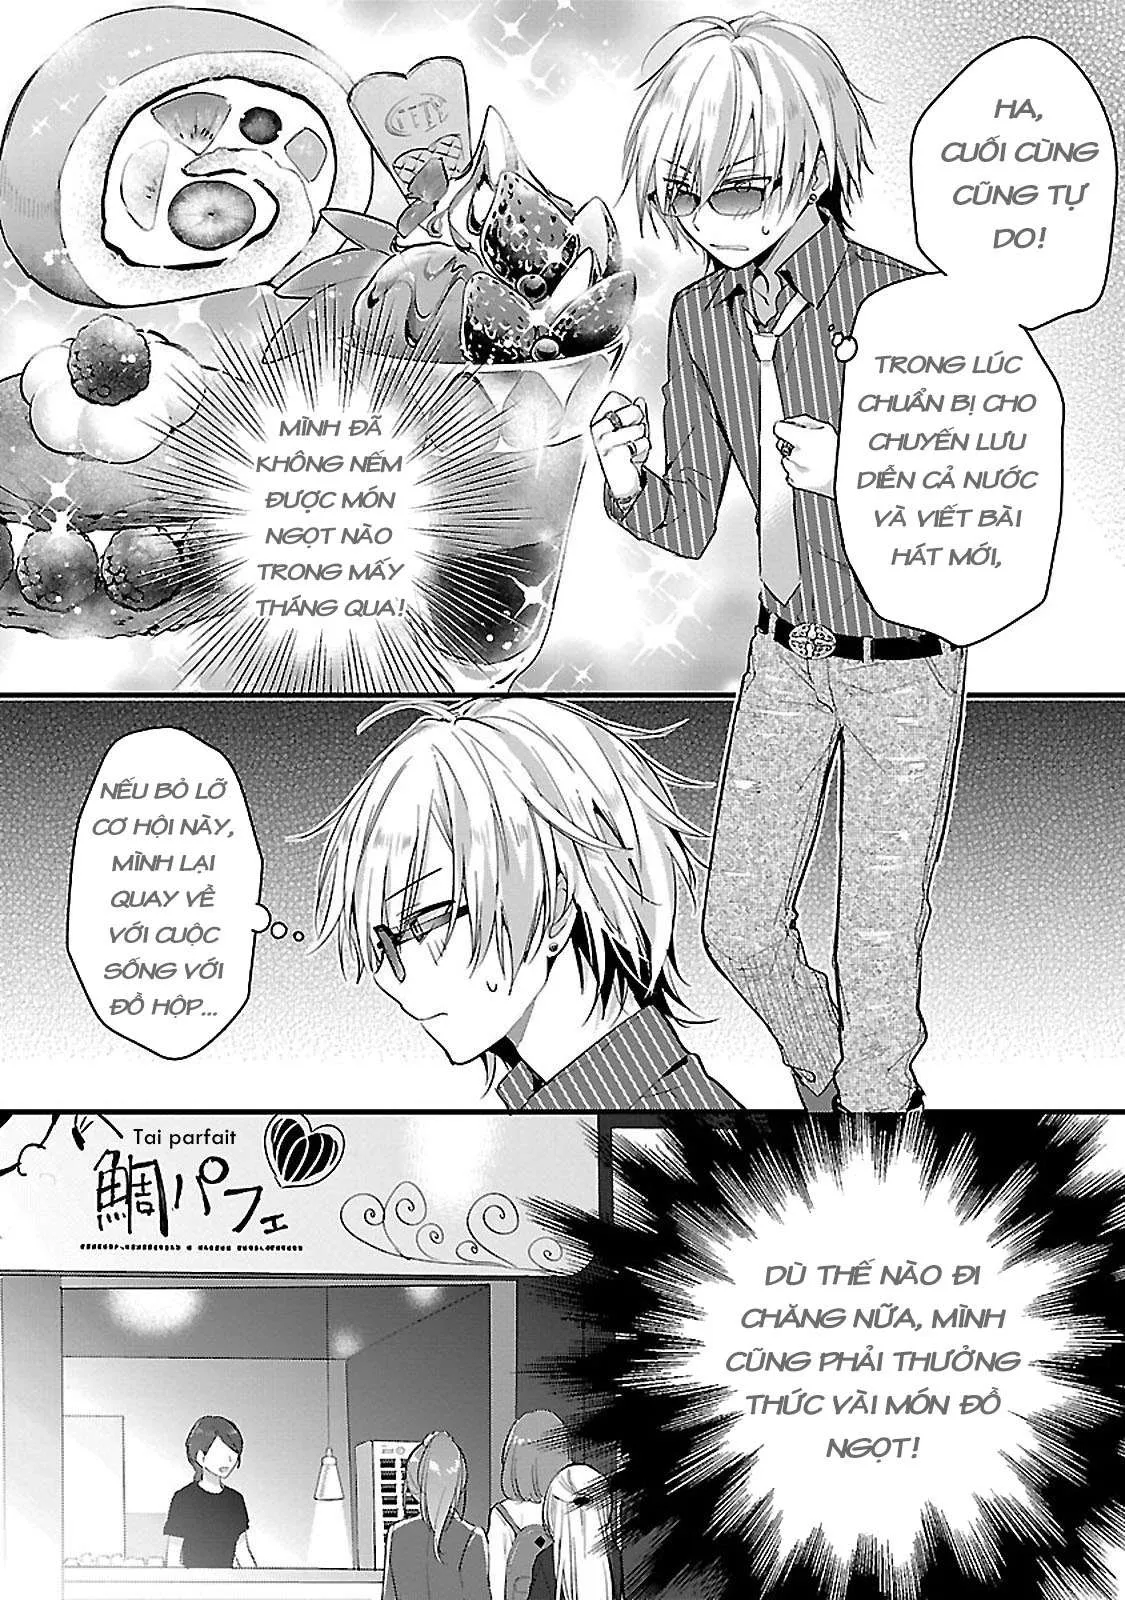 HA,
CUỐI CÙNG
CŨNG TỰ
DO!
TRONG LÚC
CHUẨN BỊ CHO
CHUYẾN LƯU
DIỄN CẢ NƯỚC
VÀ VIẾT BÀI
HÁT MỚI,
MÌNH ĐÃ
KHÔNG NẾM
ĐƯỢC MÓN
NGỌT NÀO
TRONG MẤY
THÁNG QUA!
NẾU BỎ LỠ
CƠ HỘI NÀY,
MÌNH LẠI
QUAY VỀ
VỚI CUỘC
SỐNG VỚI
ĐỒ HỘP...
Tai parfait
鯛パフェ
DÙ THẾ NÀO ĐI
CHĂNG NỮA, MÌNH
CŨNG PHẢI THƯỞNG
THỨC VÀI MÓN ĐỒ
NGỌT!